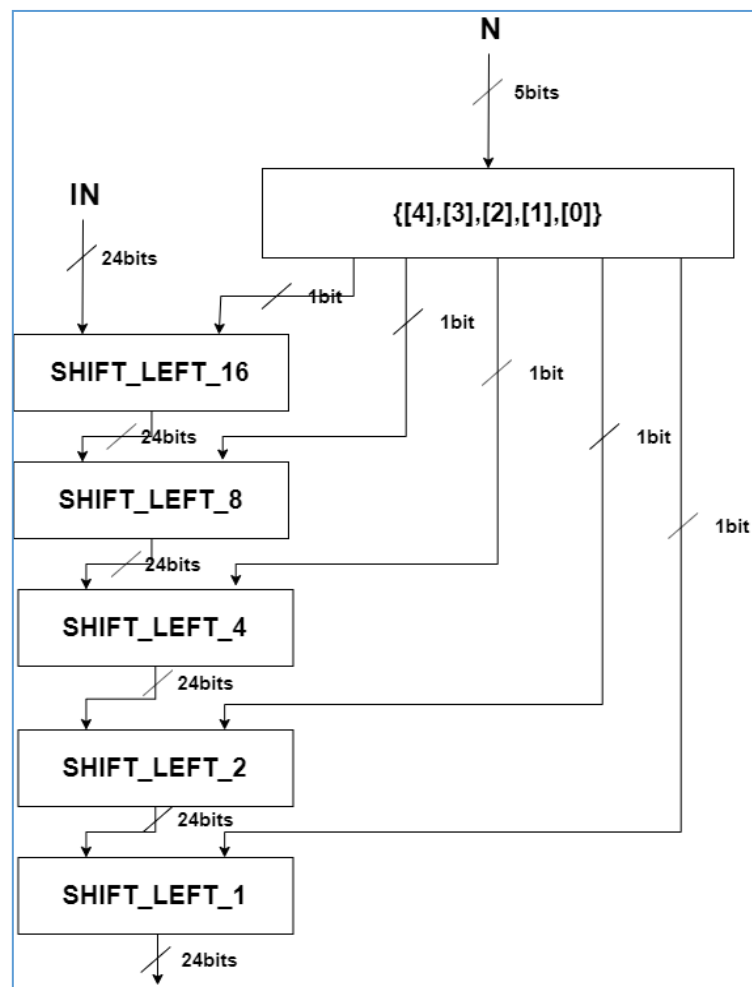 N
5bits
IN
{[4],[3],[2],[1],[0]}
24bits
1bit
1bit
SHIFT_LEFT_16
1bit
24bits
1bit
SHIFT_LEFT_8
1bit
24bits
SHIFT_LEFT_4
24bits
SHIFT_LEFT_2
24bits
SHIFT_LEFT_1
24bits